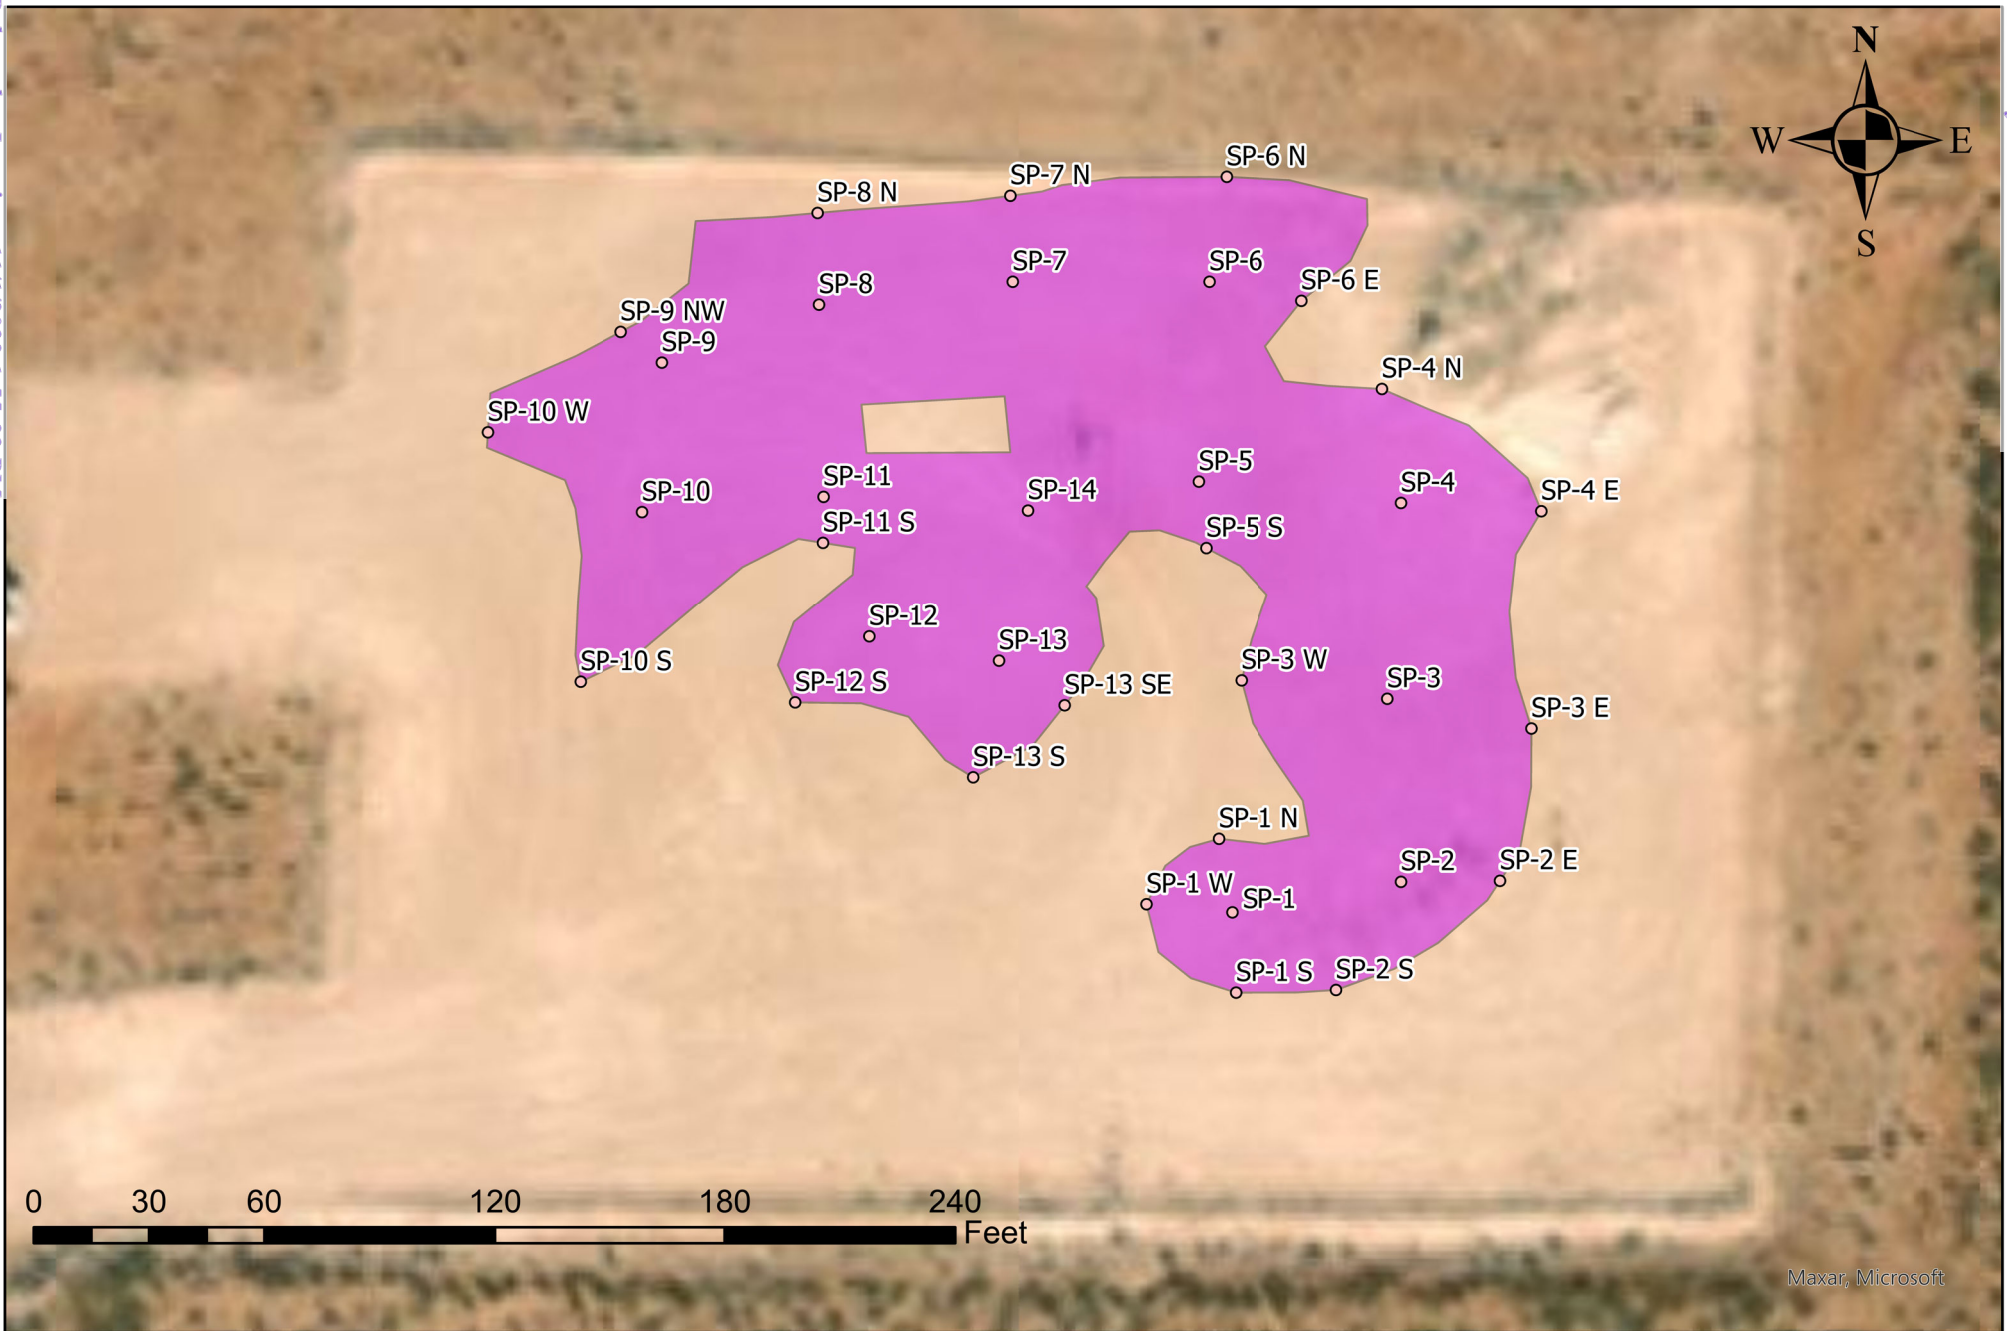 N
W E
S
SP-6 N
SP-7 N
SP-8 N
SP-7
SP-6
SP-6 E
SP-8
SP-9 NW
SP-9
SP-4 N
SP-10 W
SP-5
SP-11
SP-4
SP-10
SP-14
SP-4 E
SP-11 S
SP-5 S
SP-12
SP-13
SP-3 W
SP-10 S
SP-12 S
SP-13 SE
SP-3
SP-3 E
SP-13 S
SP-1 N
SP-2
SP-2 E
SP-1 W
SP-1
SP-1 S
SP-2 S
0 30 60 120 180 240
Feet
Maxar, Microsoft